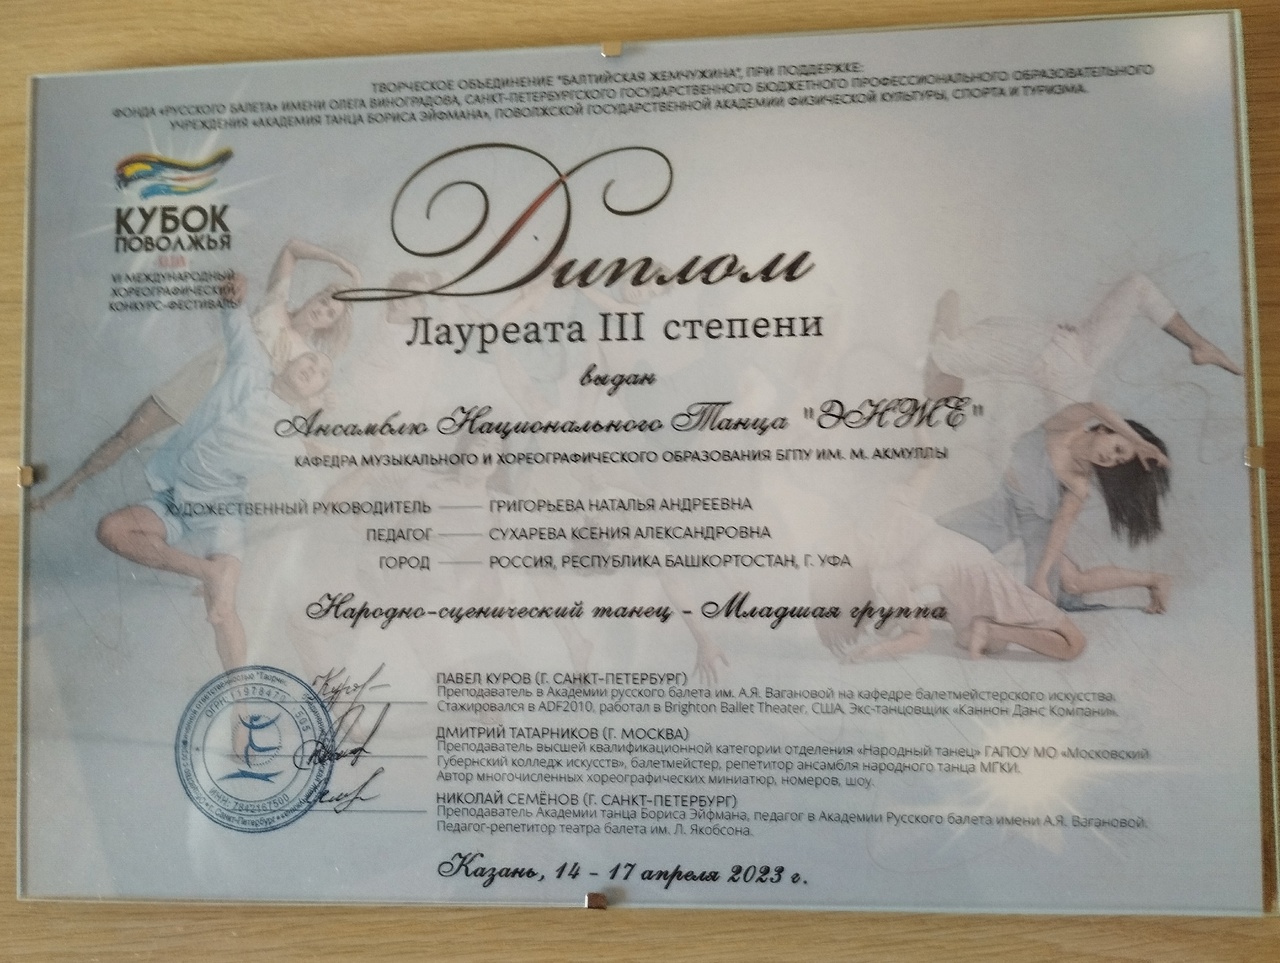 ТВОРЧЕСКОЕ ОБЪЕДИНЕНИЕ "БАЛТИЙСКАЯ ЖЕМЧУЖИНА", ПРИ ПОДДЕРЖКЕ:
ФОНДА «РУССКОГО БАЛЕТА» ИМЕНИ ОЛЕГА ВИНОГРАДОВА, САНКТ-ПЕТЕРБУРГСКОГО ГОСУДАРСТВЕННОГО БЮДЖЕТНОГО ПРОФЕССИОНАЛЬНОГО ОБРАЗОВАТЕЛЬНОГО
УЧРЕЖДЕНИЯ «АКАДЕМИЯ ТАНЦА БОРИСА ЭЙФМАНА», ПОВОЛЖСКОЙ ГОСУДАРСТВЕННОЙ АКАДЕМИИ ФИЗИЧЕСКОЙ КУЛЬТУРЫ, СПОРТА И ТУРИЗМА.
КУБОК
ПОВОЛЖЬЯ
VI МЕЖДУНАРОДНЫЙ
ХОРЕОГРАФИЧЕСКИЙ
КОНКУРС-ФЕСТИВАЛЬ
Диплом
Лауреата III степени
выдан
Ансамблю Национального Танца "ЭНЖЕ"
КАФЕДРА МУЗЫКАЛЬНОГО И ХОРЕОГРАФИЧЕСКОГО ОБРАЗОВАНИЯ БГПУ ИМ. М. АКМУЛЛЫ
ХУДОЖЕСТВЕННЫЙ РУКОВОДИТЕЛЬ —— ГРИГОРЬЕВА НАТАЛЬЯ АНДРЕЕВНА
ПЕДАГОГ —— СУХАРЕВА КСЕНИЯ АЛЕКСАНДРОВНА
ГОРОД —— РОССИЯ, РЕСПУБЛИКА БАШКОРТОСТАН, Г. УФА
Народно-сценический танец - Младшая группа
ПАВЕЛ КУРОВ (Г. САНКТ-ПЕТЕРБУРГ)
Преподаватель в Академии русского балета им. А.Я. Вагановой на кафедре балетмейстерского искусства.
Стажировался в ADF2010, работал в Brighton Ballet Theater, США, Экс-танцовщик «Каннон Данс Компани».
ДМИТРИЙ ТАТАРНИКОВ (Г. МОСКВА)
Преподаватель высшей квалификационной категории отделения «Народный танец» ГАПОУ МО «Московский
Губернский колледж искусств», балетмейстер, репетитор ансамбля народного танца МГКИ.
Автор многочисленных хореографических миниатюр, номеров, шоу.
НИКОЛАЙ СЕМЁНОВ (Г. САНКТ-ПЕТЕРБУРГ)
Преподаватель Академии танца Бориса Эйфмана, педагог в Академии Русского балета имени А.Я. Вагановой.
Педагог-репетитор театра балета им. Л. Якобсона.
Казань, 14 - 17 апреля 2023 г.